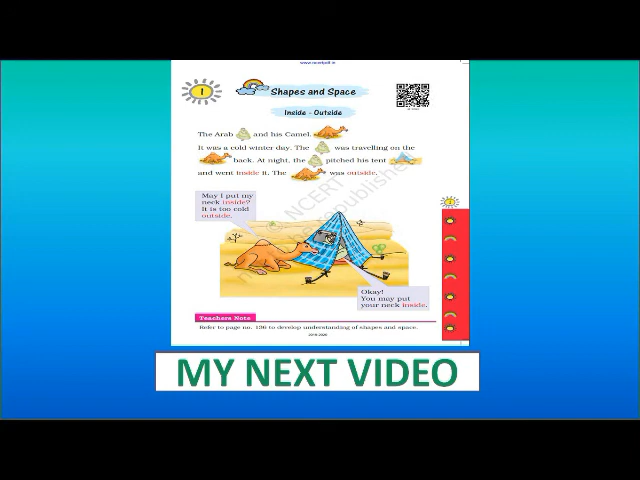 www.ncertpdf.in
1
Shapes and Space
Inside - Outside
The Arab and his Camel.
It was a cold winter day. The was travelling on the
back. At night, the pitched his tent
and went inside it. The was outside.
May I put my
neck inside?
It is too cold
outside.
Okay!
You may put
your neck inside.
Teachers Note
Refer to page no. 136 to develop understanding of shapes and space.
2019-2020
MY NEXT VIDEO